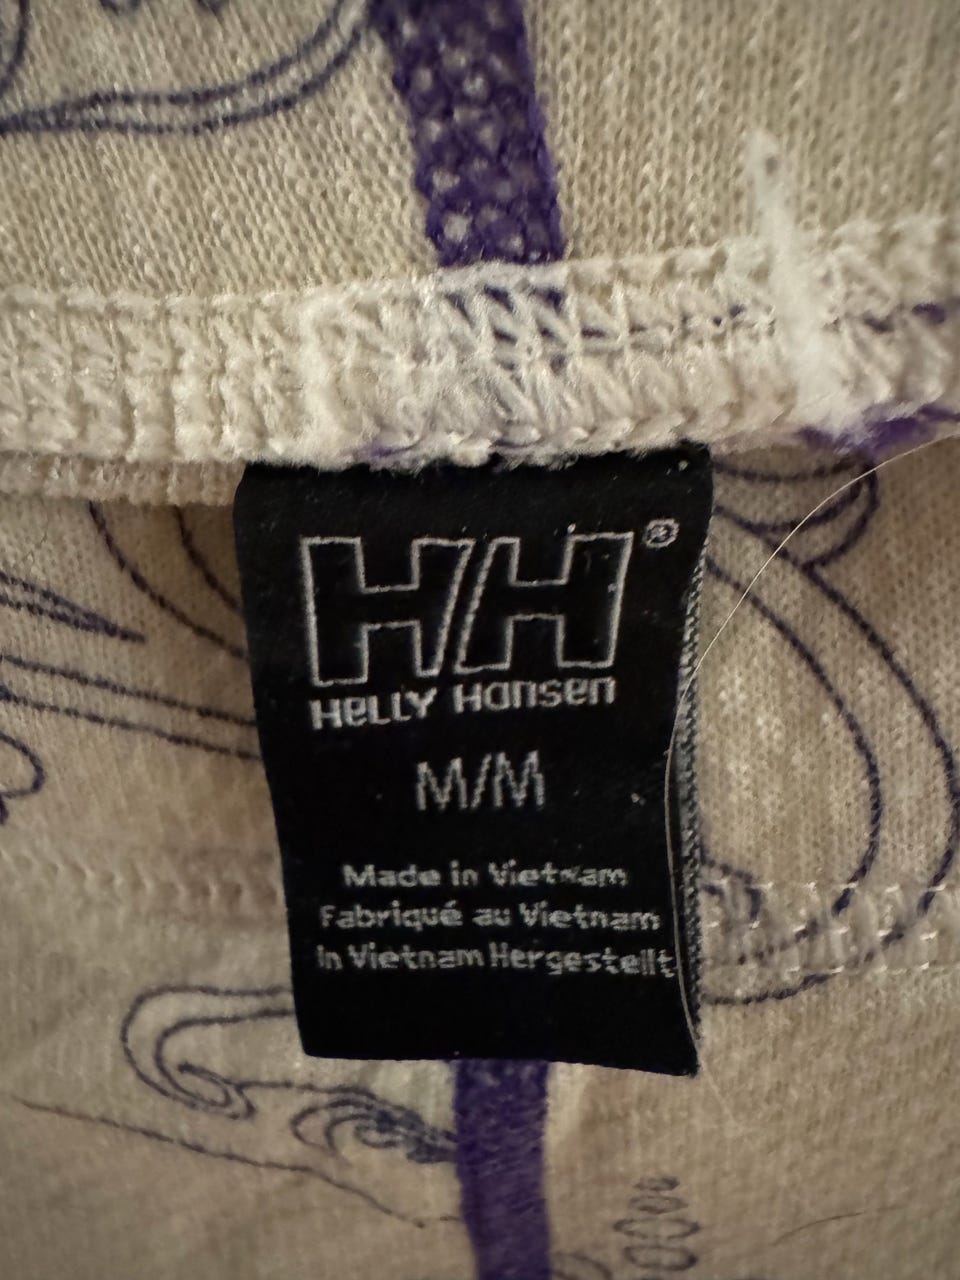 HH®
HELLY HANSEN
M/M
Made in Vietnam
Fabriqué au Vietnam
In Vietnam Hergestellt